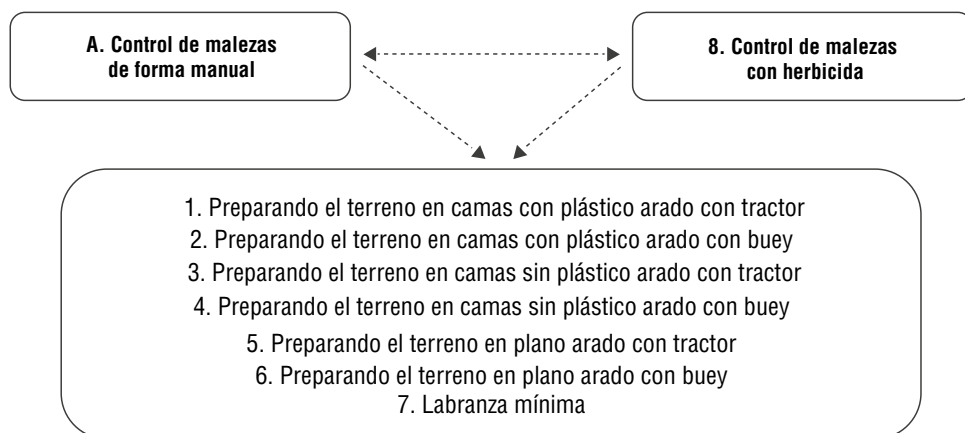 A. Control de malezas
de forma manual
8. Control de malezas
con herbicida
1. Preparando el terreno en camas con plástico arado con tractor
2. Preparando el terreno en camas con plástico arado con buey
3. Preparando el terreno en camas sin plástico arado con tractor
4. Preparando el terreno en camas sin plástico arado con buey
5. Preparando el terreno en plano arado con tractor
6. Preparando el terreno en plano arado con buey
7. Labranza mínima